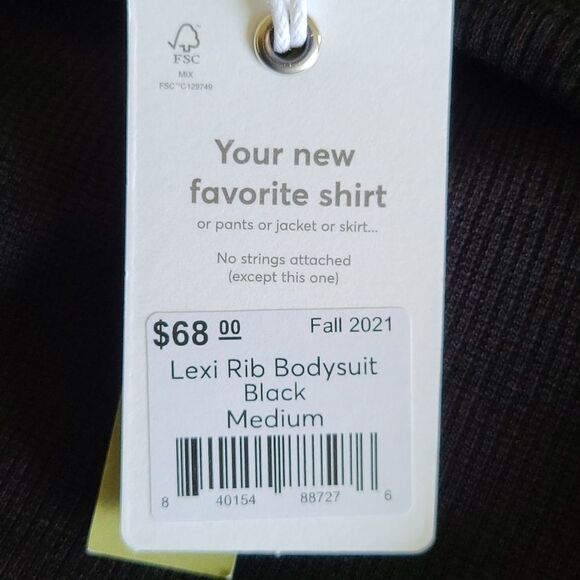 FSC
MIX
FSC™C129749
Your new
favorite shirt
or pants or jacket or skirt...
No strings attached
(except this one)
$68 00 Fall 2021
Lexi Rib Bodysuit
Black
Medium
8 40154 88727 6